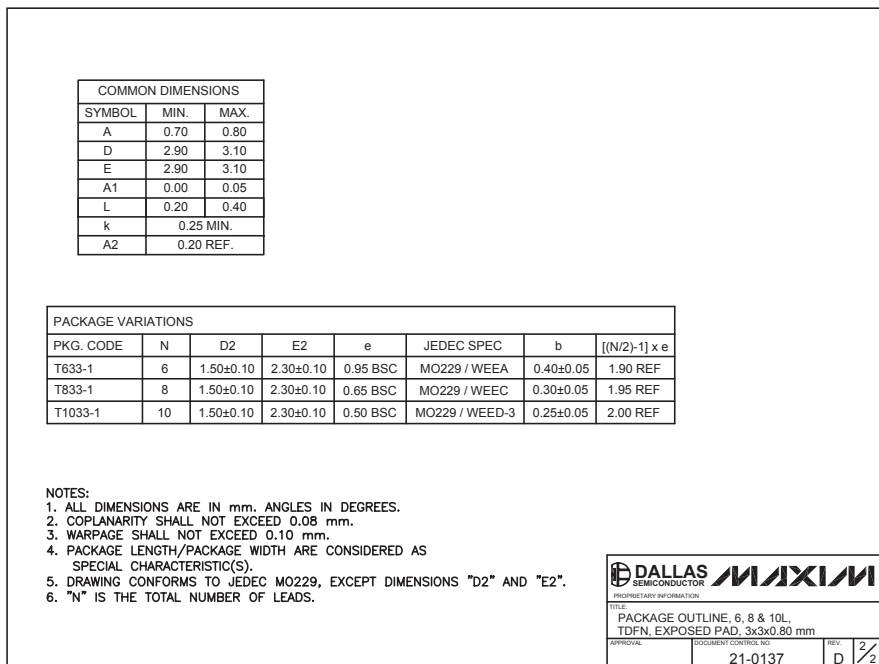 COMMON DIMENSIONS
SYMBOL MIN. MAX.
A 0.70 0.80
D 2.90 3.10
E 2.90 3.10
A1 0.00 0.05
L 0.20 0.40
k 0.25 MIN.
A2 0.20 REF.
PACKAGE VARIATIONS
PKG. CODE N D2 E2 e JEDEC SPEC b [(N/2)-1] x e
T633-1 6 1.50±0.10 2.30±0.10 0.95 BSC MO229 / WEEA 0.40±0.05 1.90 REF
T833-1 8 1.50±0.10 2.30±0.10 0.65 BSC MO229 / WEEC 0.30±0.05 1.95 REF
T1033-1 10 1.50±0.10 2.30±0.10 0.50 BSC MO229 / WEED-3 0.25±0.05 2.00 REF
NOTES:
1. ALL DIMENSIONS ARE IN mm. ANGLES IN DEGREES.
2. COPLANARITY SHALL NOT EXCEED 0.08 mm.
3. WARPAGE SHALL NOT EXCEED 0.10 mm.
4. PACKAGE LENGTH/PACKAGE WIDTH ARE CONSIDERED AS
SPECIAL CHARACTERISTIC(S).
5. DRAWING CONFORMS TO JEDEC MO229, EXCEPT DIMENSIONS "D2" AND "E2".
6. "N" IS THE TOTAL NUMBER OF LEADS.
DALLAS SEMICONDUCTOR MAXIM
PROPRIETARY INFORMATION
TITLE:
PACKAGE OUTLINE, 6, 8 & 10L,
TDFN, EXPOSED PAD, 3x3x0.80 mm
APPROVAL DOCUMENT CONTROL NO. REV.
21-0137 D 2/2